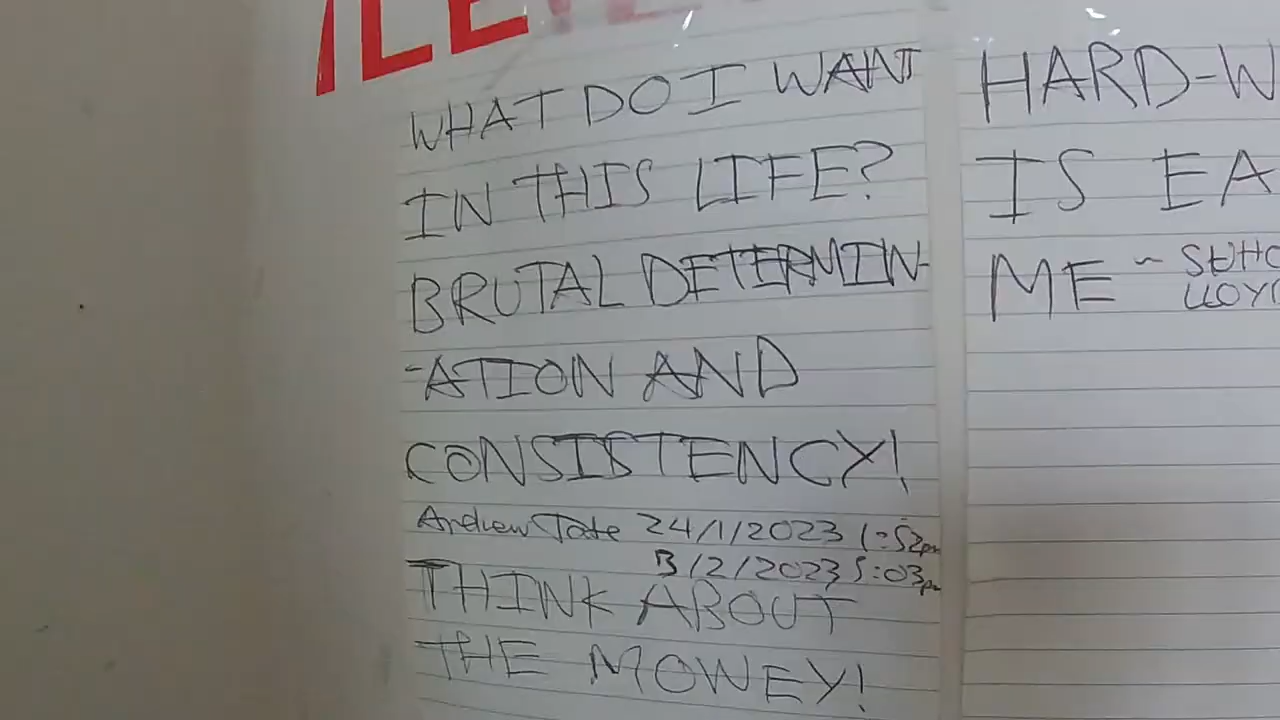 WHAT DO I WANT
IN THIS LIFE?
BRUTAL DETERMIN-
-ATION AND
CONSISTENCY!
Andrew Tate 24/1/2023 1:52pm
13/2/2023 5:03pm
THINK ABOUT
THE MONEY!
HARD-W
IS EA
ME ~